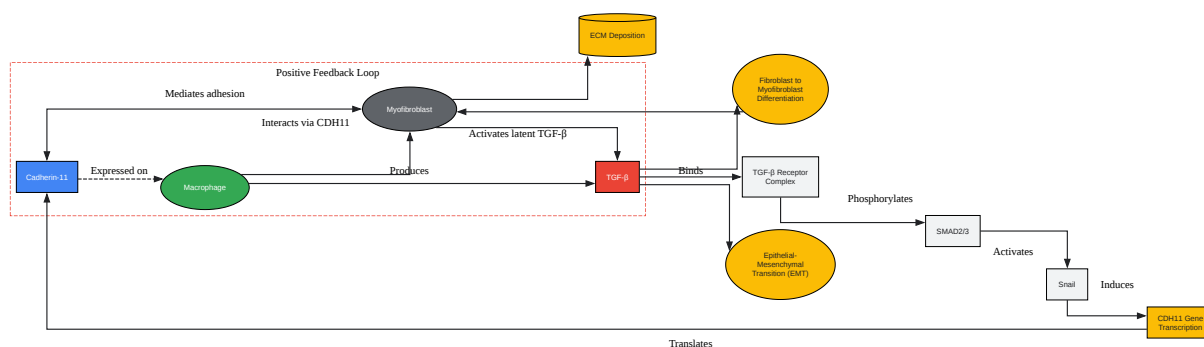 ECM Deposition
Positive Feedback Loop
Fibroblast to
Myofibroblast
Differentiation
Mediates adhesion
Myofibroblast
Interacts via CDH11
Activates latent TGF-β
Expressed on
Produces
Binds
Cadherin-11
Macrophage
TGF-β
TGF-β Receptor
Complex
Phosphorylates
SMAD2/3
Epithelial-
Mesenchymal
Transition (EMT)
Activates
Snail
Induces
CDH11 Gene
Transcription
Translates